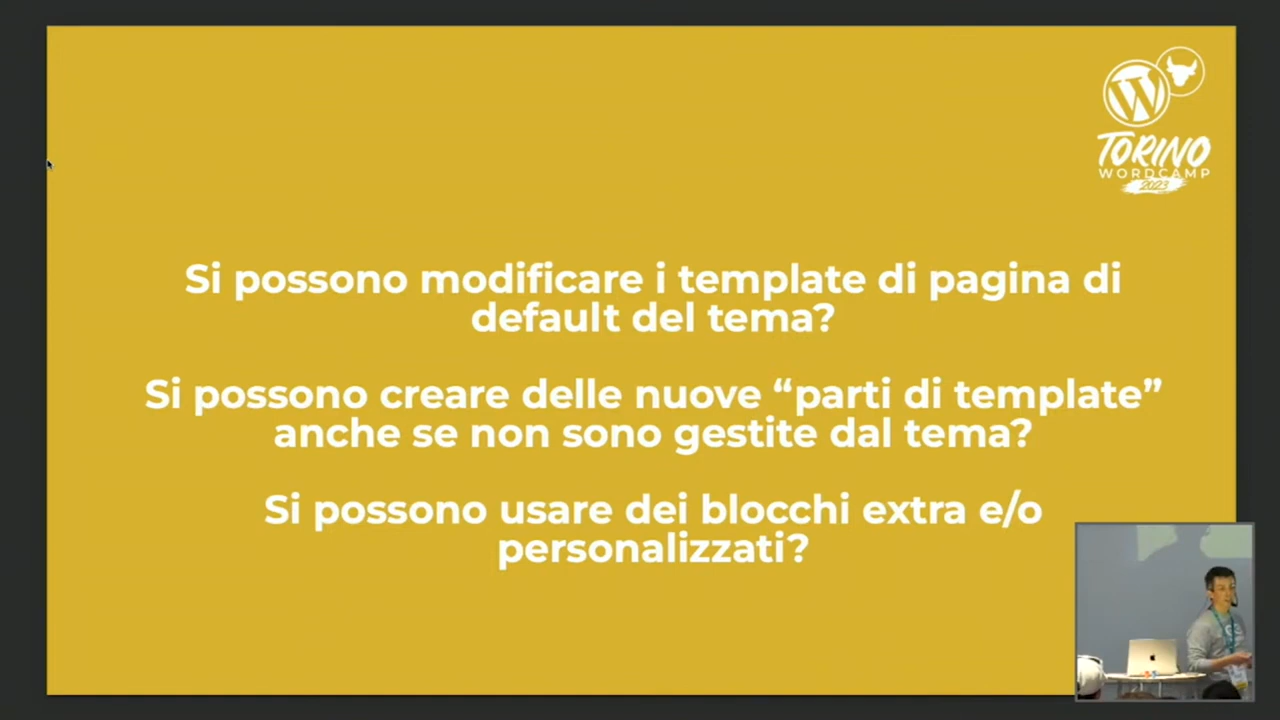 TORINO
WORDCAMP
2023
Si possono modificare i template di pagina di
default del tema?
Si possono creare delle nuove “parti di template”
anche se non sono gestite dal tema?
Si possono usare dei blocchi extra e/o
personalizzati?